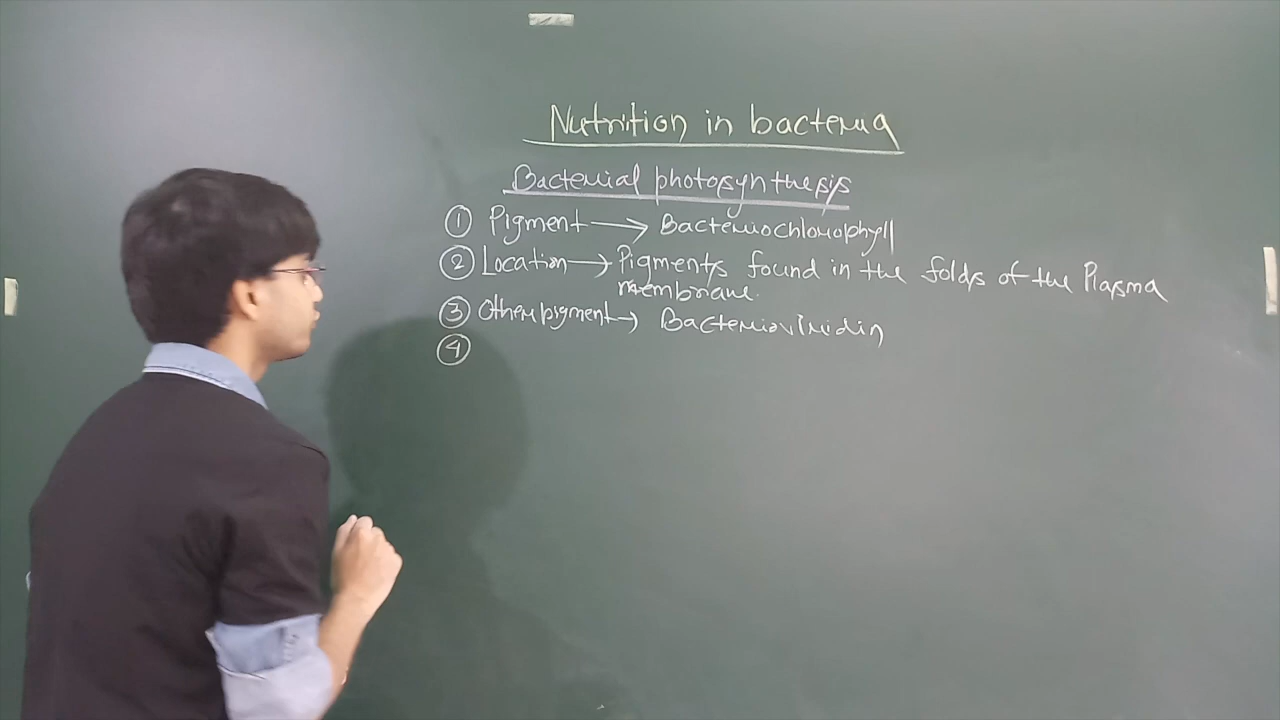 Nutrition in bacteria
Bacterial photosynthesis
① Pigment → Bacteriochlorophyll
② Location → Pigments found in the folds of the Plasma
membrane.
③ Other pigment → Bacterioviridin
④